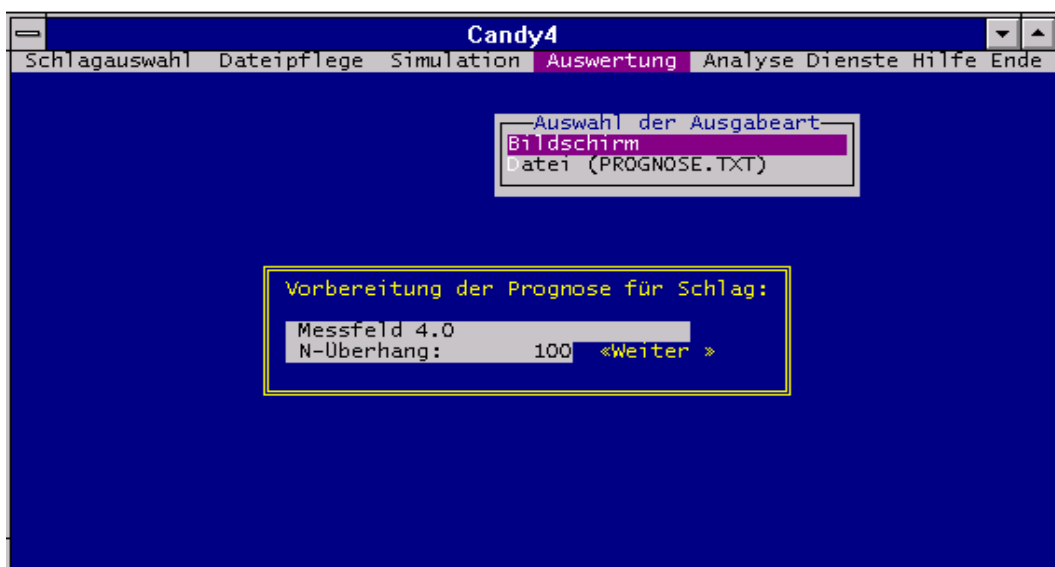 Candy4
Schlagauswahl Dateipflege Simulation Auswertung Analyse Dienste Hilfe Ende
Auswahl der Ausgabeart
Bildschirm
Datei (PROGNOSE.TXT)
Vorbereitung der Prognose für Schlag:
Messfeld 4.0
N-Überhang: 100 «Weiter »